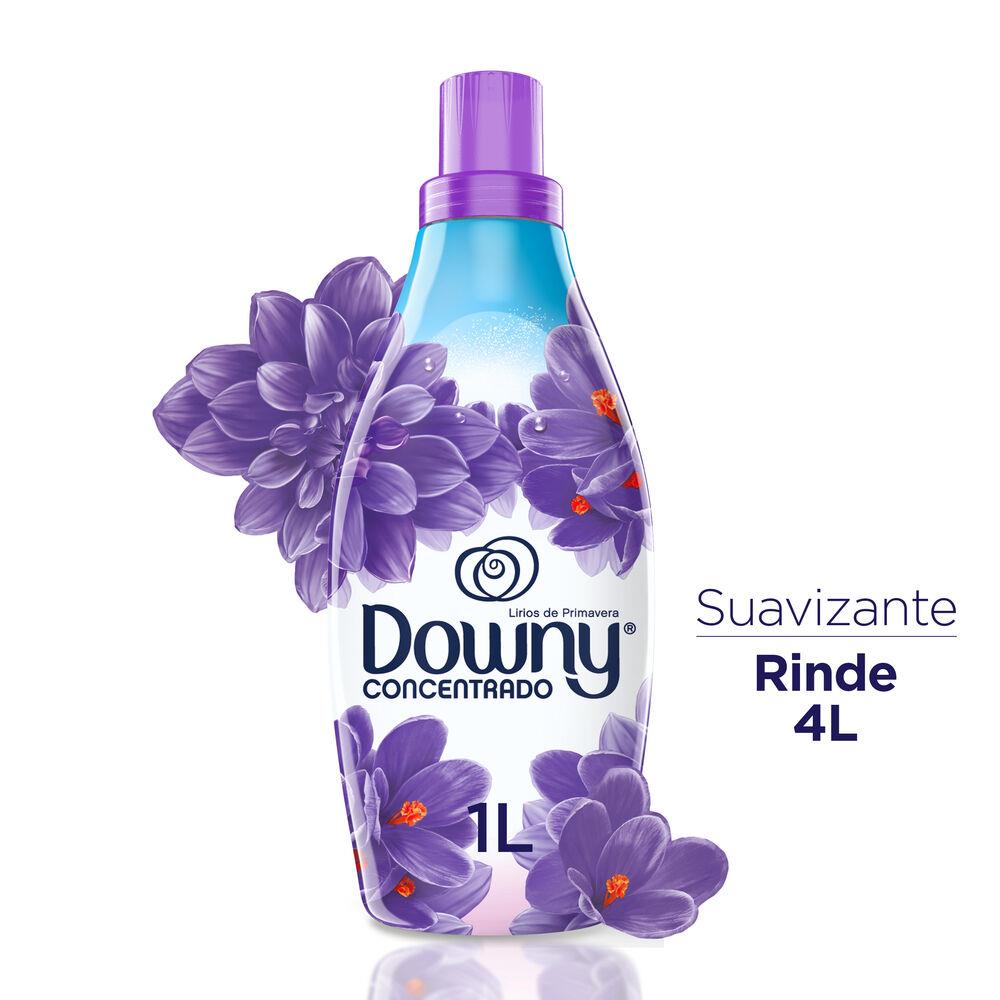 Lirios de Primavera
Downy®
CONCENTRADO
1L
Suavizante
Rinde
4L